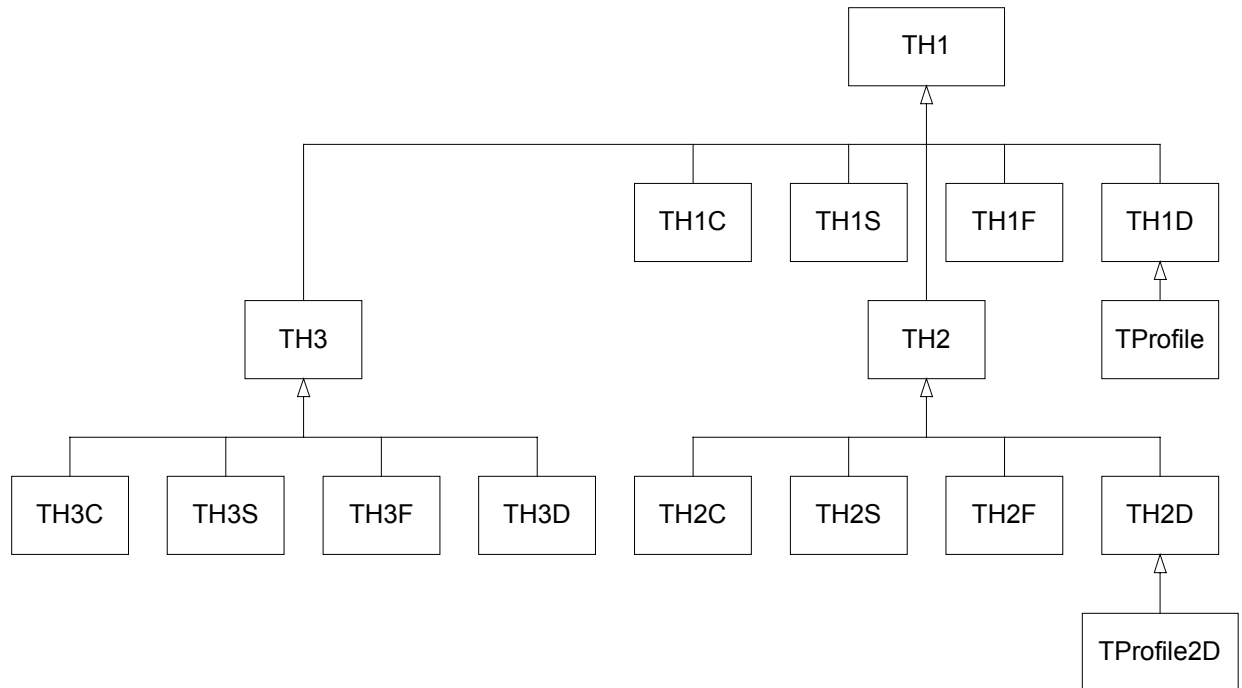 TH1
TH1C TH1S TH1F TH1D
TH3 TH2 TProfile
TH3C TH3S TH3F TH3D TH2C TH2S TH2F TH2D
TProfile2D